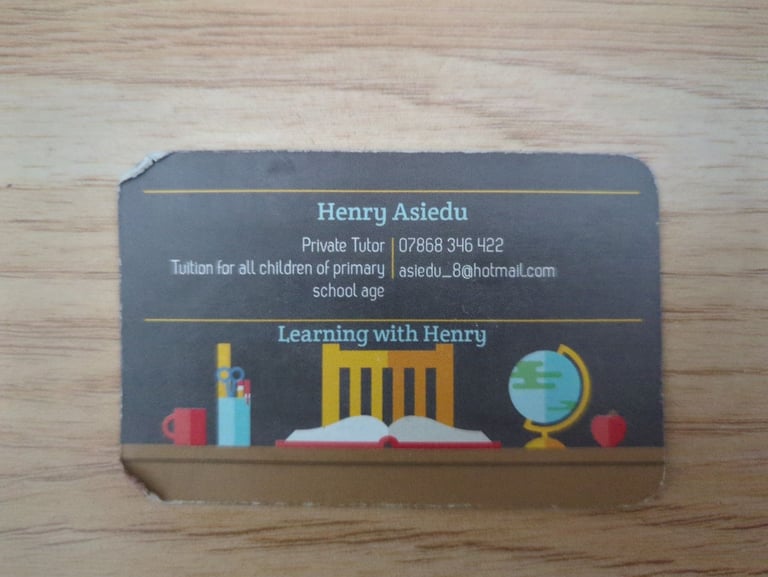 Henry Asiedu
Private Tutor
Tuition for all children of primary
school age
07868 346 422
asiedu_8@hotmail.com
Learning with Henry